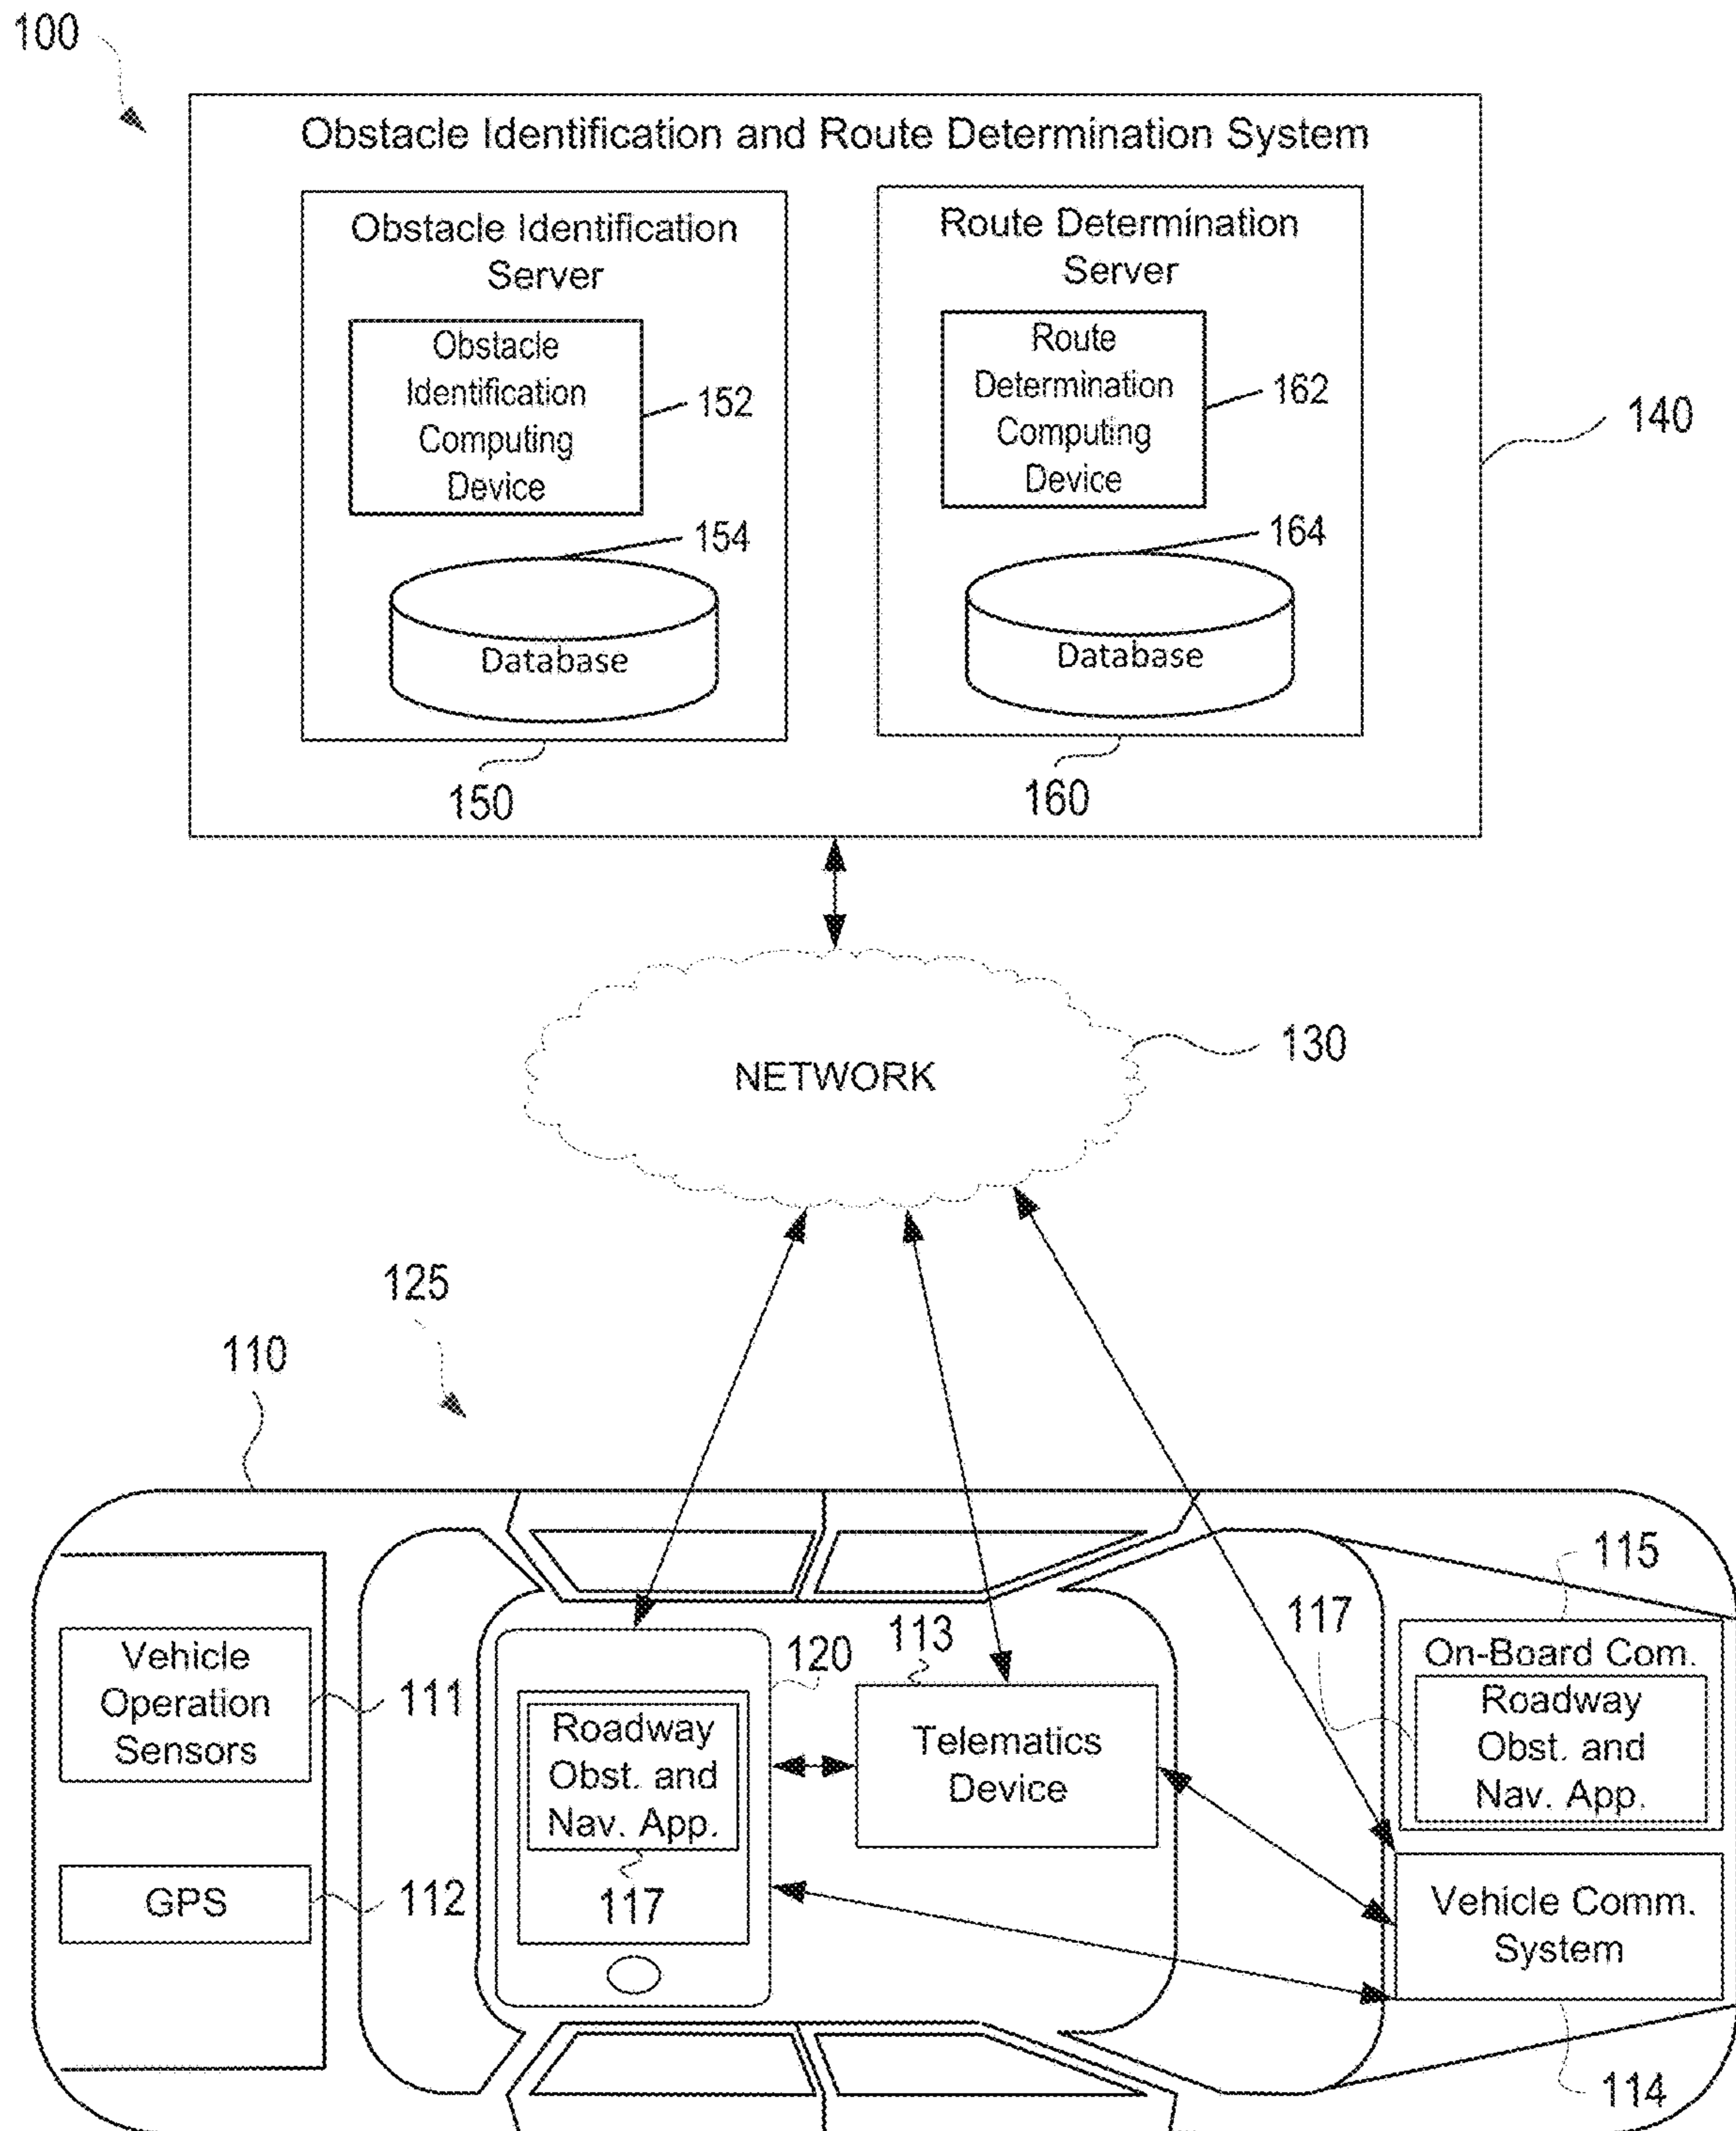 100
Obstacle Identification and Route Determination System
Obstacle Identification
Server
Obstacle
Identification
Computing
Device
152
154
Database
150
Route Determination
Server
Route
Determination
Computing
Device
162
164
Database
160
140
NETWORK
130
125
110
Vehicle
Operation
Sensors
111
GPS
112
120
Roadway
Obst. and
Nav. App.
117
113
Telematics
Device
115
117
On-Board Com.
Roadway
Obst. and
Nav. App.
Vehicle Comm.
System
114